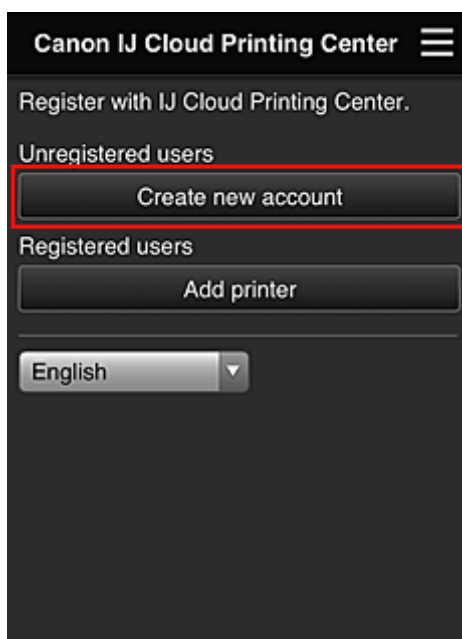 Canon IJ Cloud Printing Center
Register with IJ Cloud Printing Center.
Unregistered users
Create new account
Registered users
Add printer
English